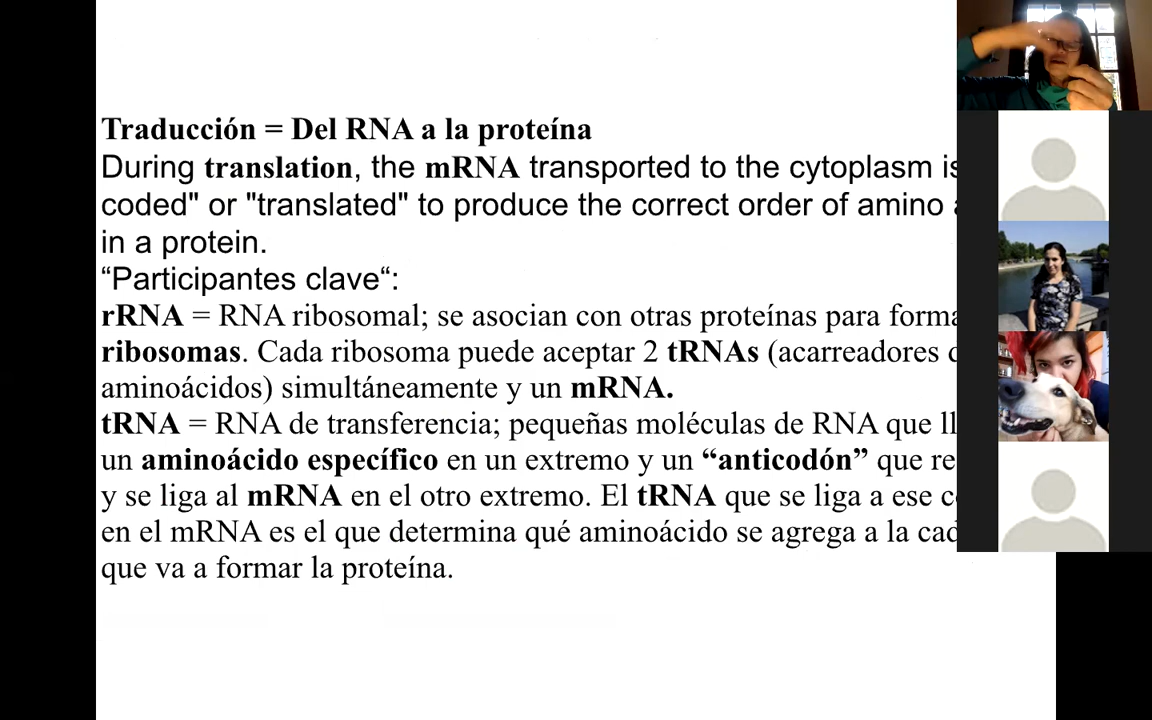 Traducción = Del RNA a la proteína
During translation, the mRNA transported to the cytoplasm is
coded" or "translated" to produce the correct order of amino
in a protein.
“Participantes clave“:
rRNA = RNA ribosomal; se asocian con otras proteínas para forma
ribosomas. Cada ribosoma puede aceptar 2 tRNAs (acarreadores
aminoácidos) simultáneamente y un mRNA.
tRNA = RNA de transferencia; pequeñas moléculas de RNA que ll
un aminoácido específico en un extremo y un “anticodón” que re
y se liga al mRNA en el otro extremo. El tRNA que se liga a ese
en el mRNA es el que determina qué aminoácido se agrega a la cad
que va a formar la proteína.